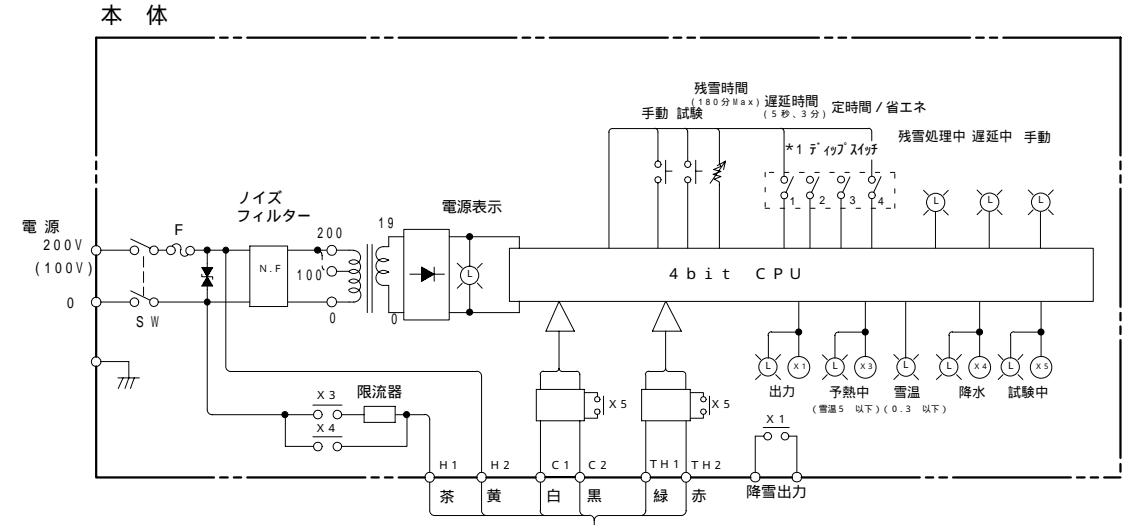 本 体
残雪時間
(180分Max)
遅延時間
(5秒、3分)
定時間/省エネ
手動 試験
*1 ディップスイッチ
残雪処理中 遅延中 手動
1 2 3 4
L L L
電 源
200V
(100V)
0
F
SW
ノイズ
フィルター
N.F
200
100
0
19
0
電源表示
L
4bit CPU
L X1 L X3 L L X4 L X5
出力 予熱中 雪温 降水 試験中
(雪温5 以下)(0.3 以下)
X3 限流器
X4
X5 X5
X1
H1 H2 C1 C2 TH1 TH2
茶 黄 白 黒 緑 赤
降雪出力